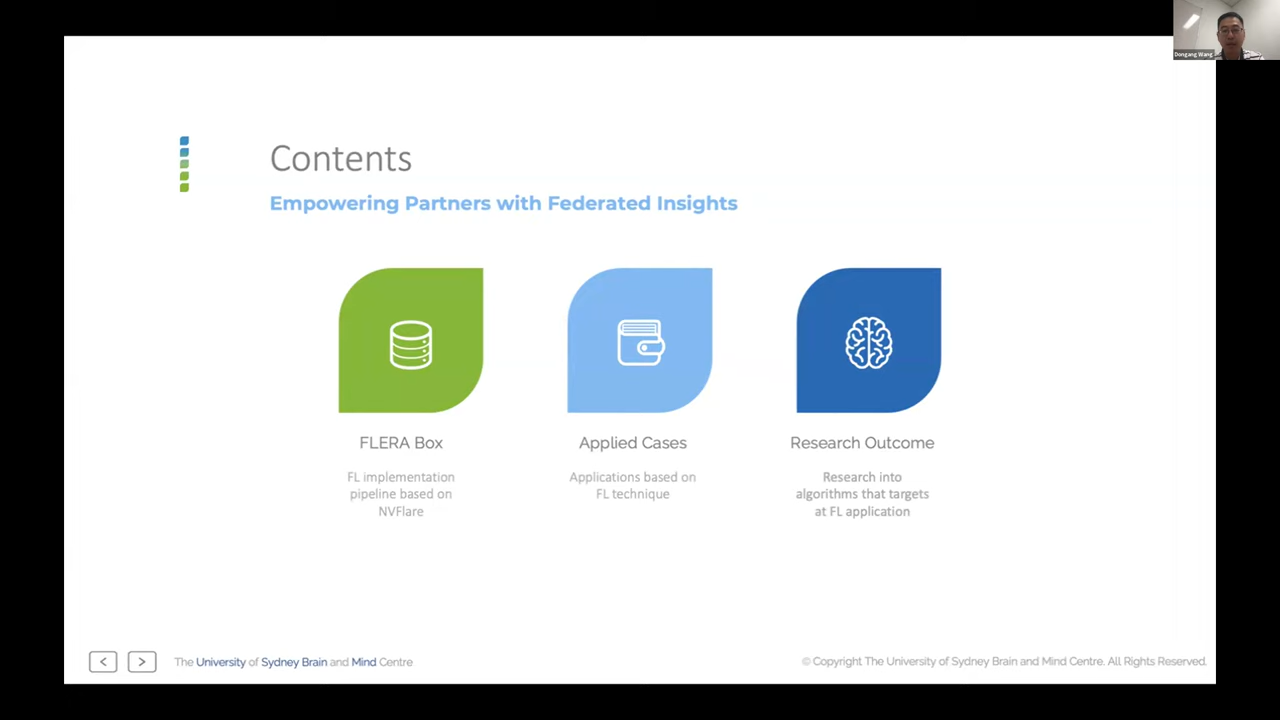 Dongang Wang
Contents
Empowering Partners with Federated Insights
FLERA Box
FL implementation
pipeline based on
NVFlare
Applied Cases
Applications based on
FL technique
Research Outcome
Research into
algorithms that targets
at FL application
< >
The University of Sydney Brain and Mind Centre
© Copyright The University of Sydney Brain and Mind Centre. All Rights Reserved.